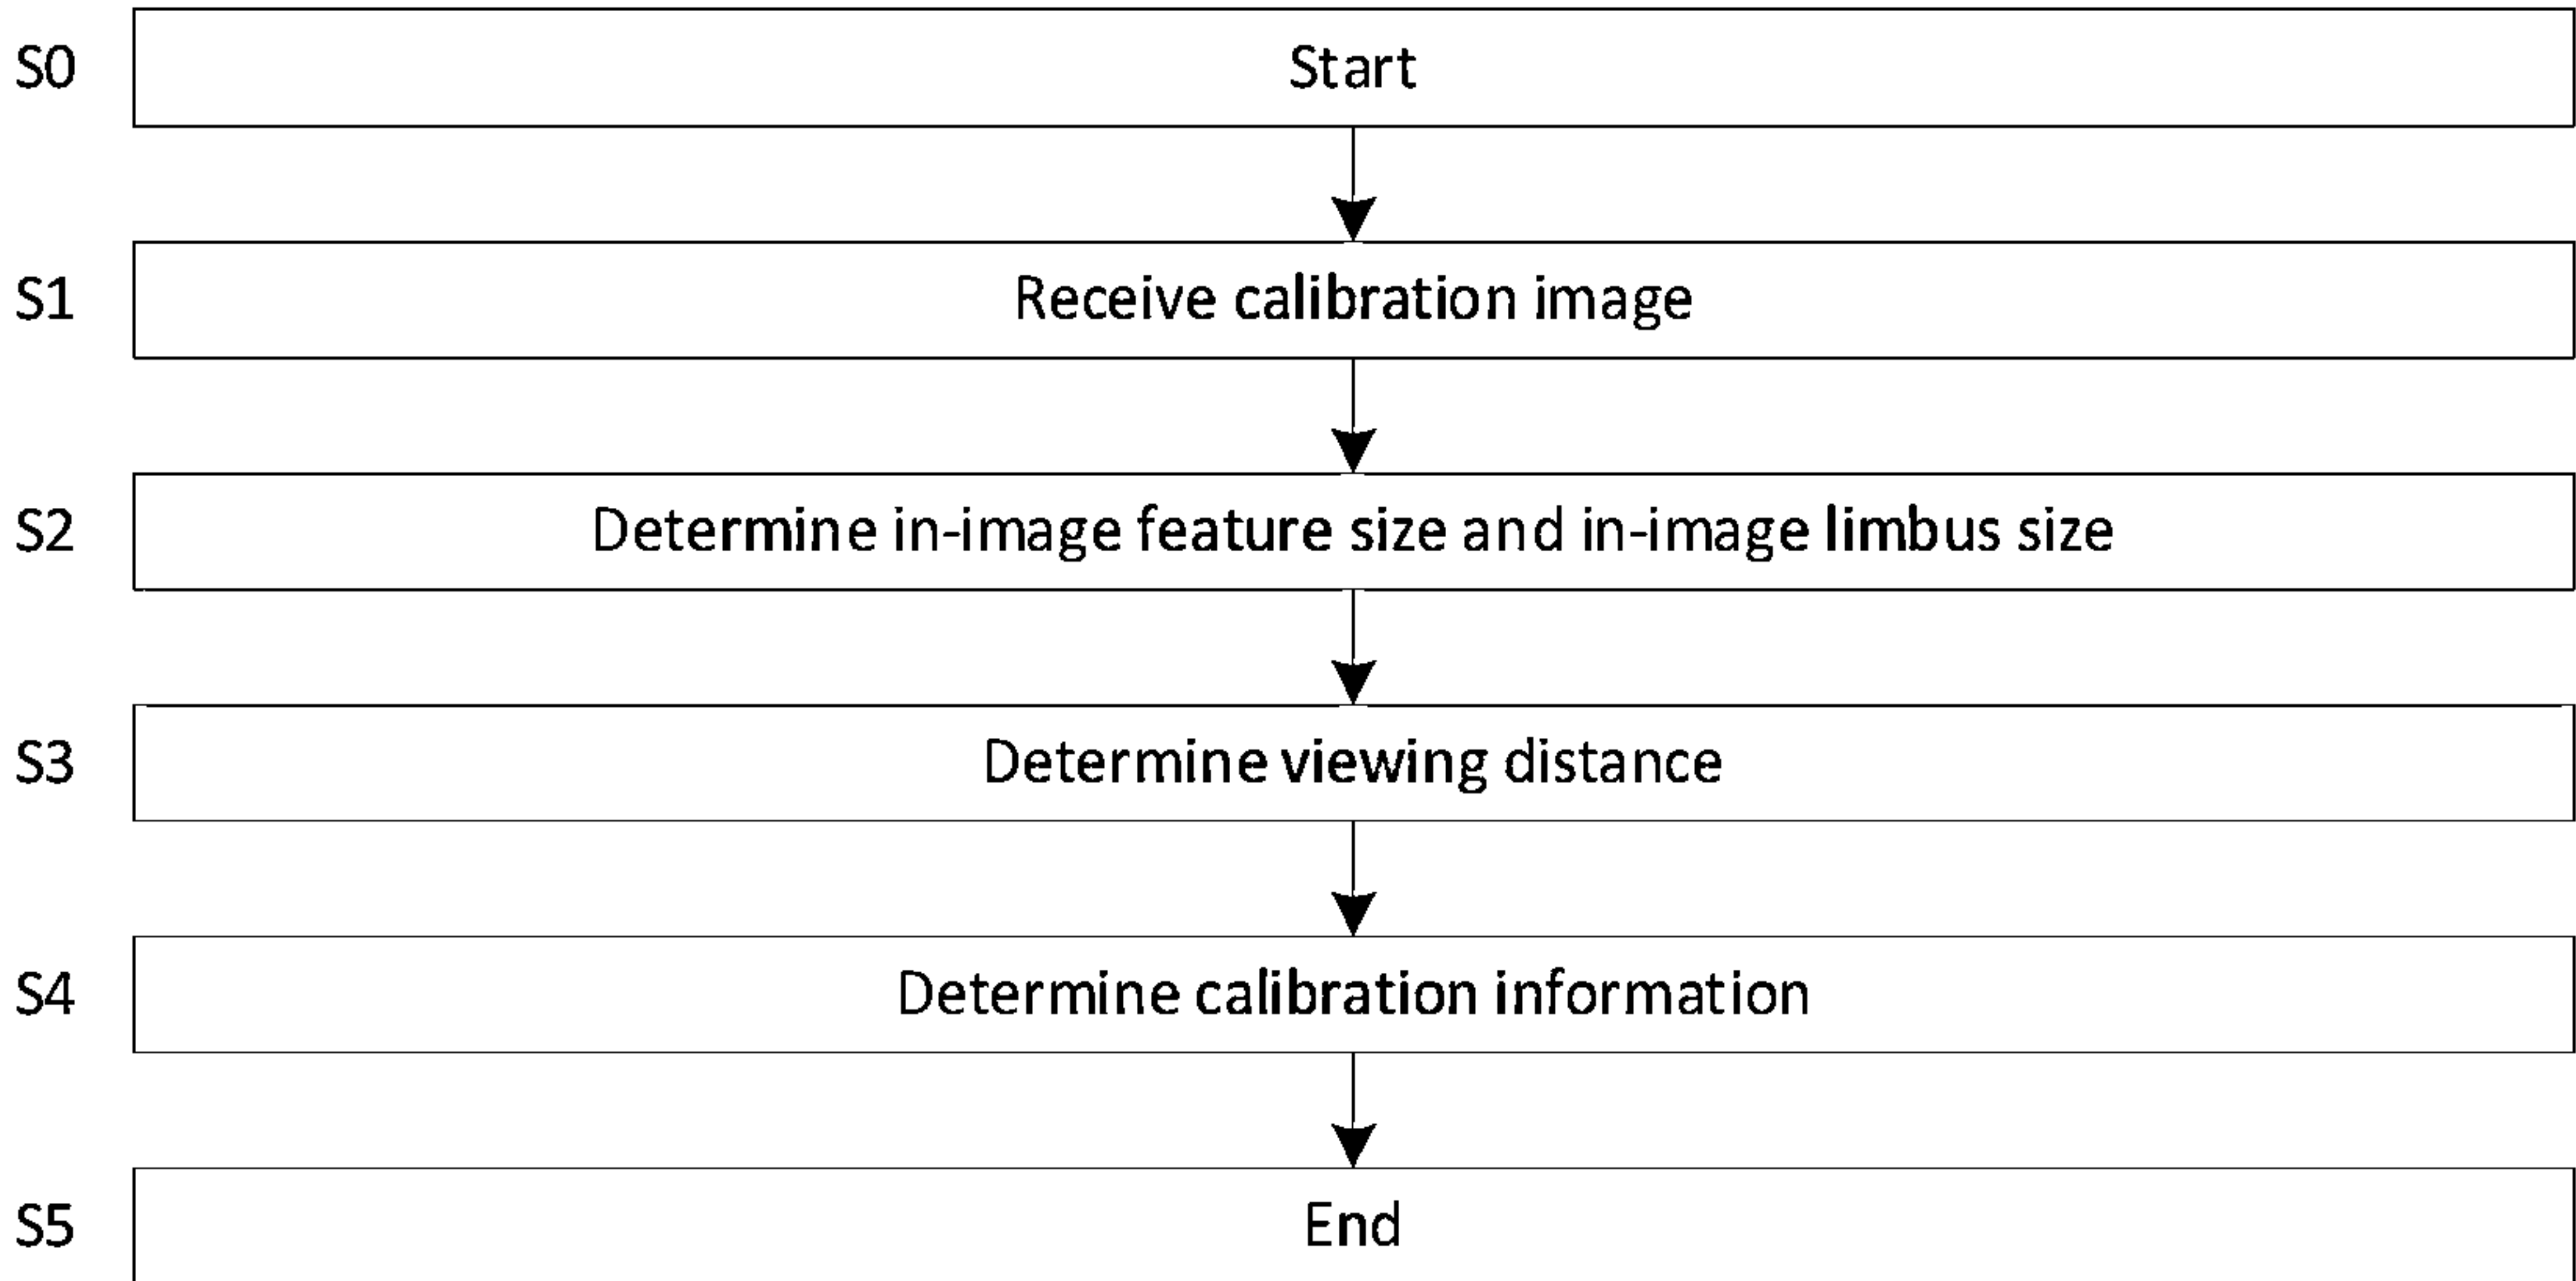 S0 Start
S1 Receive calibration image
S2 Determine in-image feature size and in-image limbus size
S3 Determine viewing distance
S4 Determine calibration information
S5 End